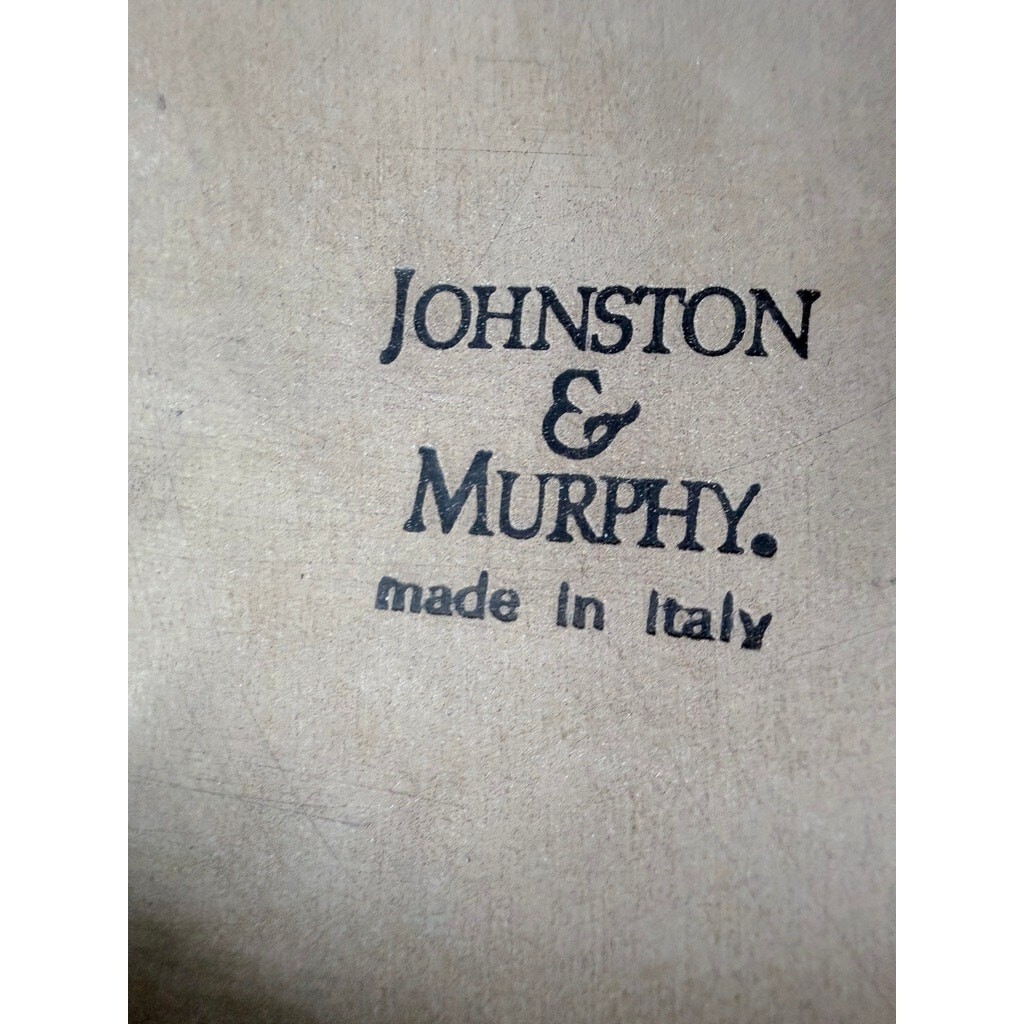 JOHNSTON
&
MURPHY.
made in Italy